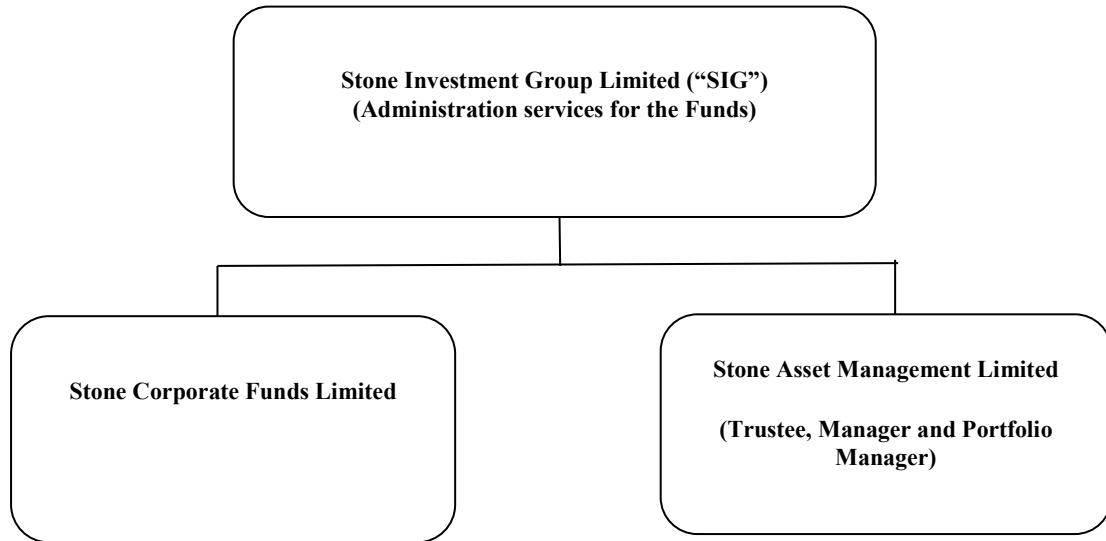 Stone Investment Group Limited (“SIG”)
(Administration services for the Funds)
Stone Corporate Funds Limited
Stone Asset Management Limited
(Trustee, Manager and Portfolio
Manager)